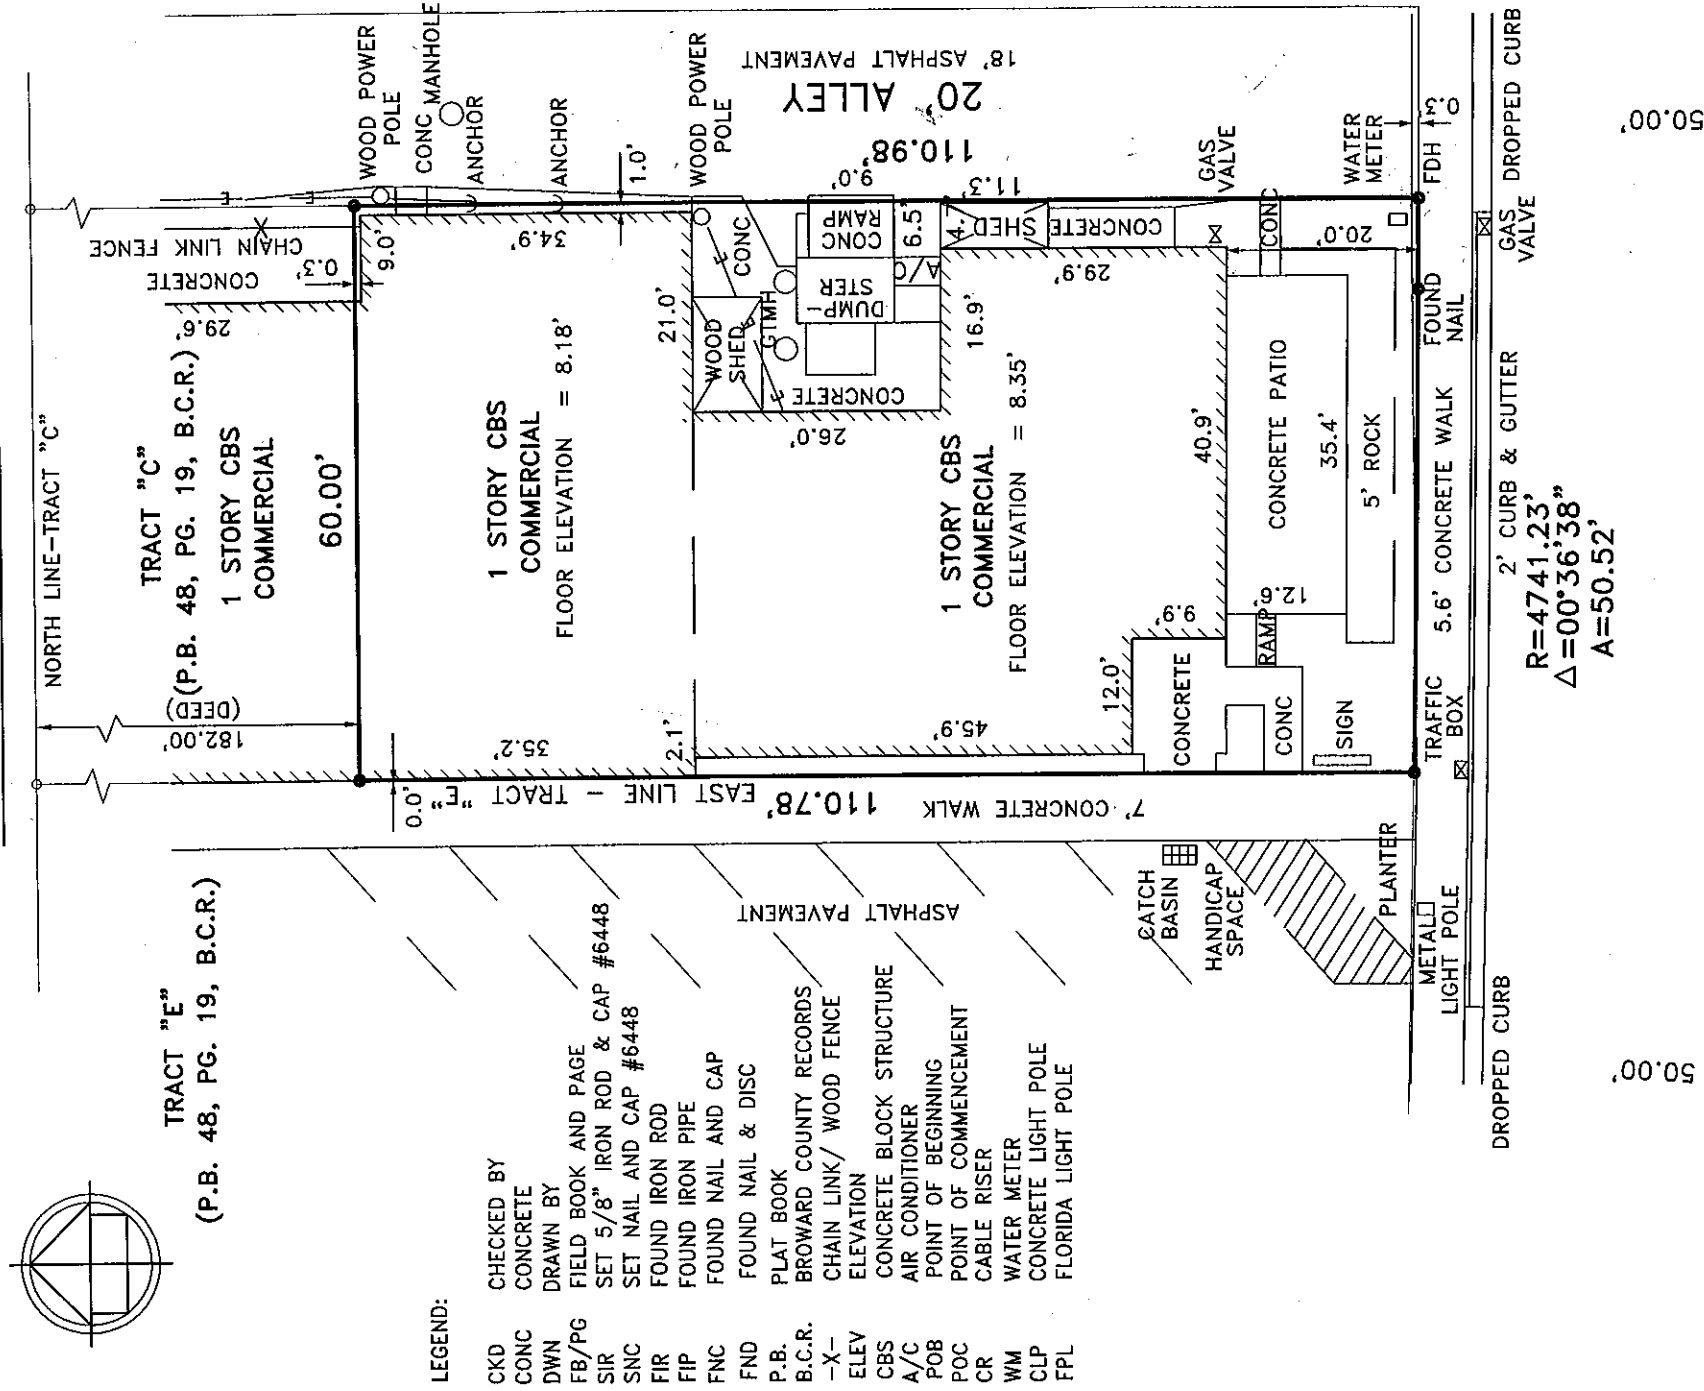 NORTH LINE-TRACT "C"
TRACT "C"
(P.B. 48, PG. 19, B.C.R.)
1 STORY CBS
COMMERCIAL
60.00'
182.00'
(DEED)
29.6'
CONCRETE
CHAIN LINK FENCE
0.3'
9.0'
WOOD POWER
POLE
CONC MANHOLE
ANCHOR
ANCHOR
34.9'
1.0'
WOOD POWER
POLE
18' ASPHALT PAVEMENT
20' ALLEY
110.98'
1 STORY CBS
COMMERCIAL
FLOOR ELEVATION = 8.18'
21.0'
35.2'
2.1'
0.0'
EAST LINE - TRACT "E"
110.78'
7' CONCRETE WALK
WOOD
SHED
GTMH
CONC
DUMP-
STER
CONC
RAMP
9.0'
6.5'
A/C
CONCRETE
26.0'
16.9'
4.7'
11.3'
SHED
CONCRETE
29.9'
GAS
VALVE
CONC
20.0'
WATER
METER
FDH
0.3'
1 STORY CBS
COMMERCIAL
FLOOR ELEVATION = 8.35'
45.9'
12.0'
9.9'
40.9'
CONCRETE PATIO
35.4'
12.6'
5' ROCK
RAMP
CONCRETE
CONC
SIGN
FOUND
NAIL
GAS
VALVE
DROPPED CURB
TRAFFIC
BOX
5.6' CONCRETE WALK
2' CURB & GUTTER
R=4741.23'
Δ=00°36'38"
A=50.52'
50.00'
50.00'
TRACT "E"
(P.B. 48, PG. 19, B.C.R.)
ASPHALT PAVEMENT
CATCH
BASIN
HANDICAP
SPACE
PLANTER
METAL
LIGHT POLE
DROPPED CURB
LEGEND:
CKD CHECKED BY
CONC CONCRETE
DWN DRAWN BY
FB/PG FIELD BOOK AND PAGE
SIR SET 5/8" IRON ROD & CAP #6448
SNC SET NAIL AND CAP #6448
FIR FOUND IRON ROD
FIP FOUND IRON PIPE
FNC FOUND NAIL AND CAP
FND FOUND NAIL & DISC
P.B. PLAT BOOK
B.C.R. BROWARD COUNTY RECORDS
-X- CHAIN LINK/ WOOD FENCE
ELEV ELEVATION
CBS CONCRETE BLOCK STRUCTURE
A/C AIR CONDITIONER
POB POINT OF BEGINNING
POC POINT OF COMMENCEMENT
CR CABLE RISER
WM WATER METER
CLP CONCRETE LIGHT POLE
FPL FLORIDA LIGHT POLE